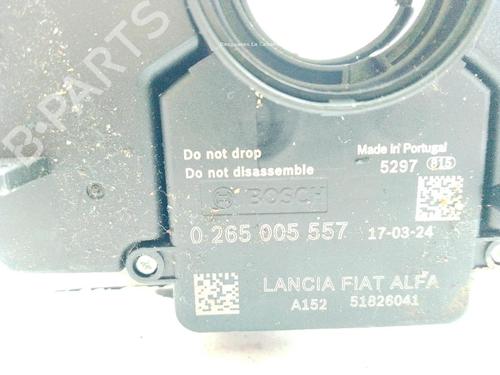 B-PARTS
Do not drop
Do not disassemble
Made in Portugal
5297 815
BOSCH
0 265 005 557 17-03-24
LANCIA FIAT ALFA
A152 51826041